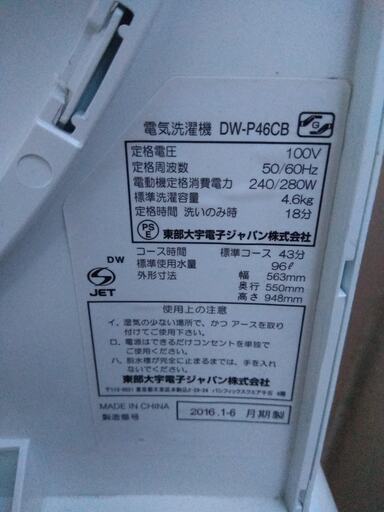 電気洗濯機 DW-P46CB
定格電圧 100V
定格周波数 50/60Hz
電動機定格消費電力 240/280W
標準洗濯容量 4.6kg
定格時間 洗いのみ時 18分
PS E 東部大宇電子ジャパン株式会社
コース時間 標準コース 43分
標準使用水量 96ℓ
外形寸法 幅 563mm
奥行 550mm
高さ 948mm
DW
JET
使用上の注意
イ、湿気の少ない場所で、かつ アースを取り
付けてご使用下さい。
ロ、電源はできるだけコンセントを単独で
ご使用下さい。
ハ、脱水槽が完全に止まるまでは、手を入れ
ないでください。
東部大宇電子ジャパン株式会社
MADE IN CHINA
製造番号
2016.1-6 月期製